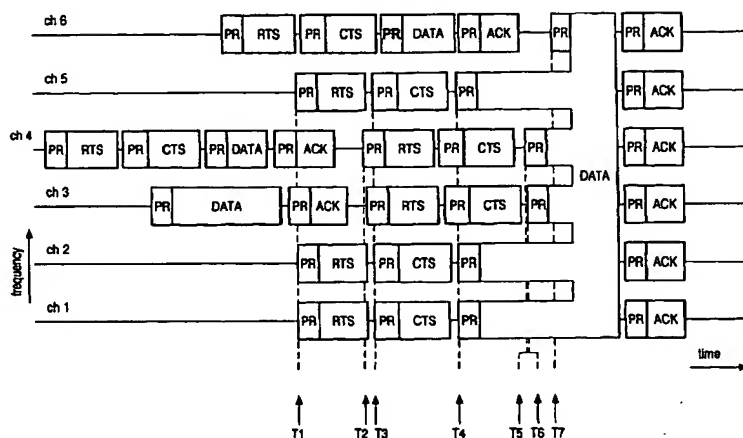 ch 6 PR RTS PR CTS PR DATA PR ACK PR PR ACK
ch 5 PR RTS PR CTS PR PR ACK
ch 4 PR RTS PR CTS PR DATA PR ACK PR RTS PR CTS PR PR ACK
DATA
ch 3 PR DATA PR ACK PR RTS PR CTS PR PR ACK
ch 2 PR RTS PR CTS PR PR ACK
ch 1 PR RTS PR CTS PR PR ACK
frequency
time
T1 T2 T3 T4 T5 T6 T7